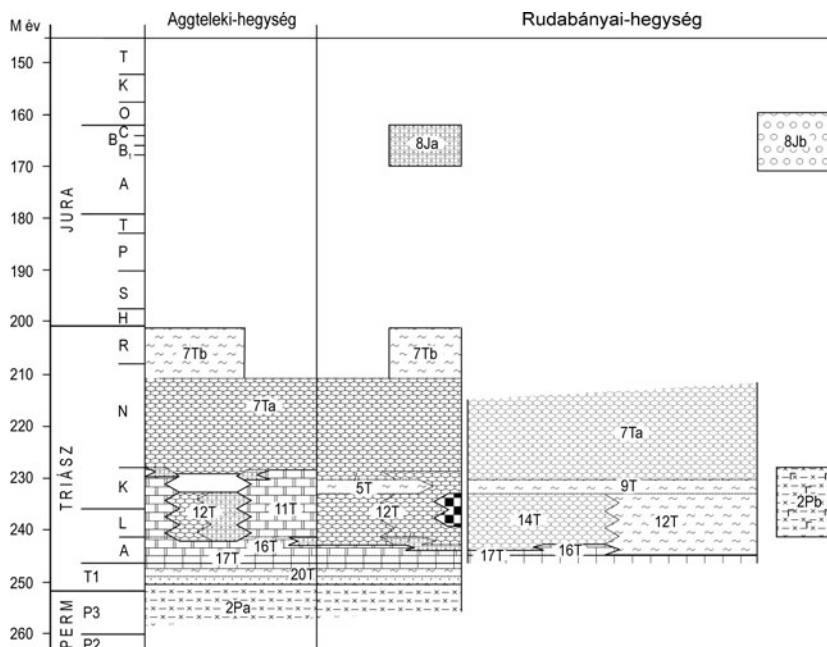 M év Aggteleki-hegység Rudabányai-hegység
150 T
K
160 O
C
B
170 B1
8Ja 8Jb
A
JURA
180 T
P
190
S
200 H
R 7Tb 7Tb
210
N 7Ta 7Ta
220
TRIÁSZ
230
K 5T 9T 2Pb
L 12T 11T 12T 14T 12T
240
A 16T 17T 17T 16T
T1 20T
250
PERM
P3 2Pa
260 P2